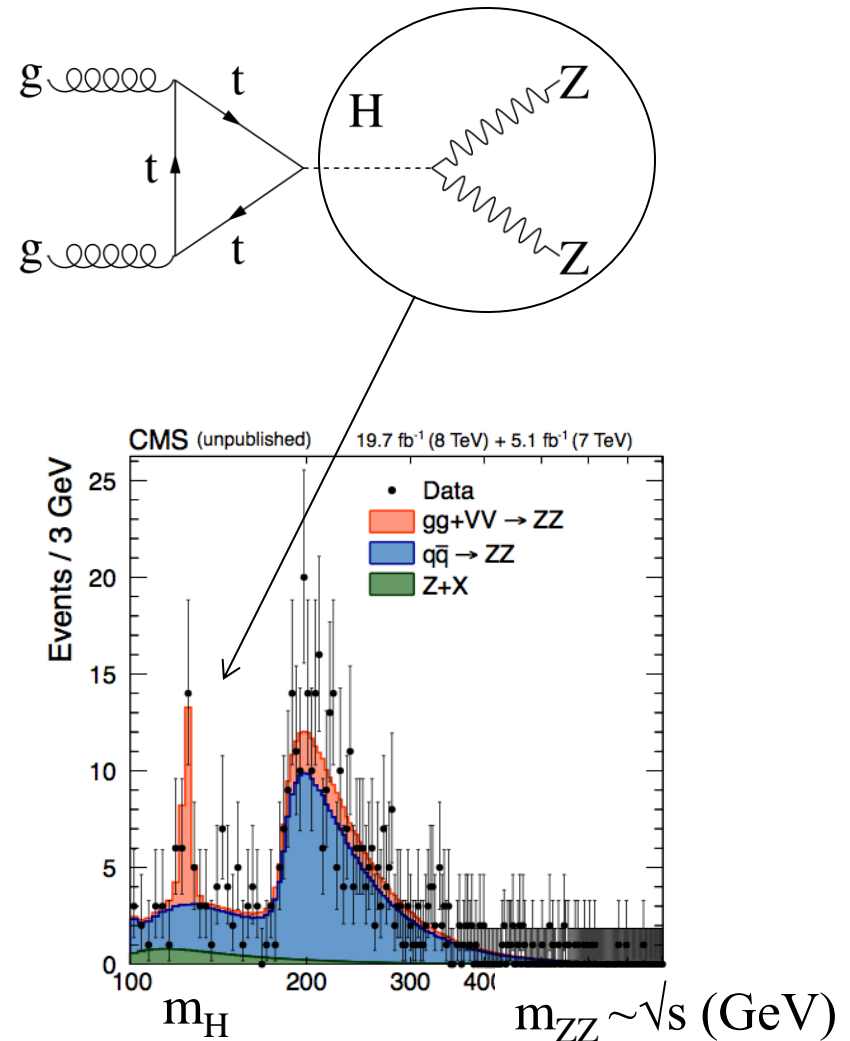 g t Z
H
t
g t Z
CMS (unpublished) 19.7 fb⁻¹ (8 TeV) + 5.1 fb⁻¹ (7 TeV)
Events / 3 GeV
25
20
15
10
5
0
Data
gg+VV → ZZ
qq̅ → ZZ
Z+X
100 200 300 400
m_H m_ZZ ~√s (GeV)